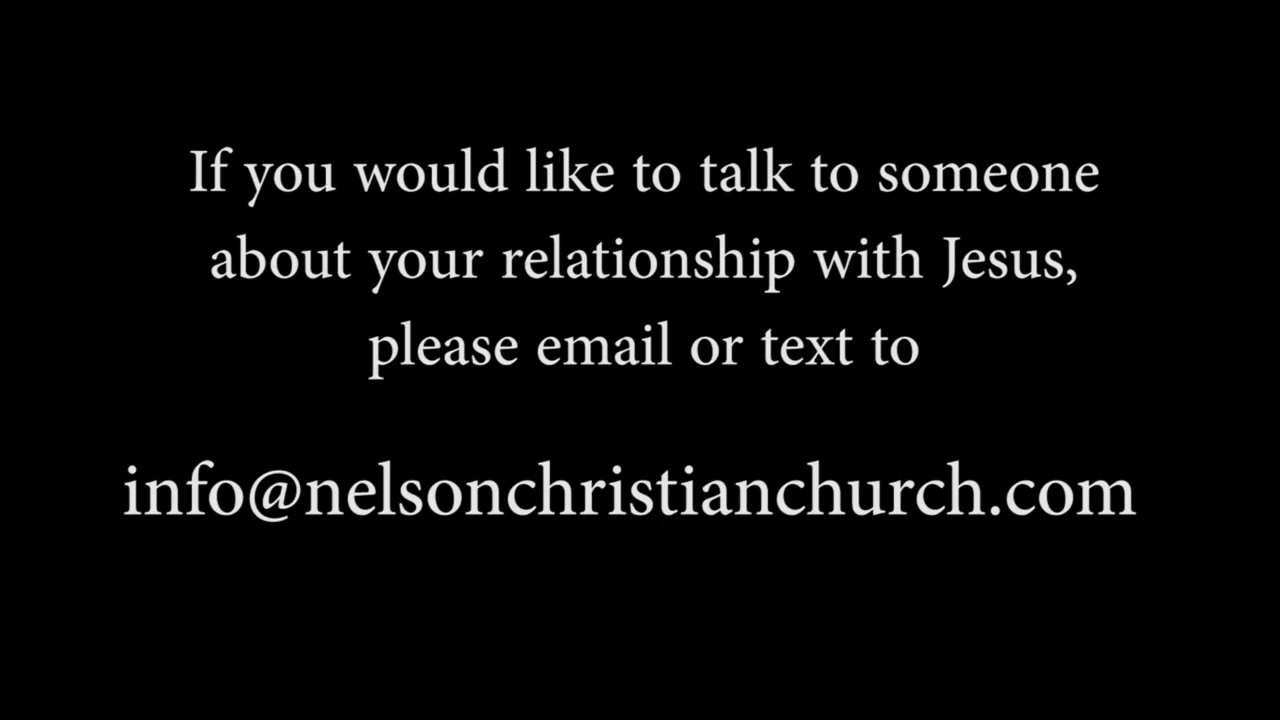 If you would like to talk to someone
about your relationship with Jesus,
please email or text to
info@nelsonchristianchurch.com